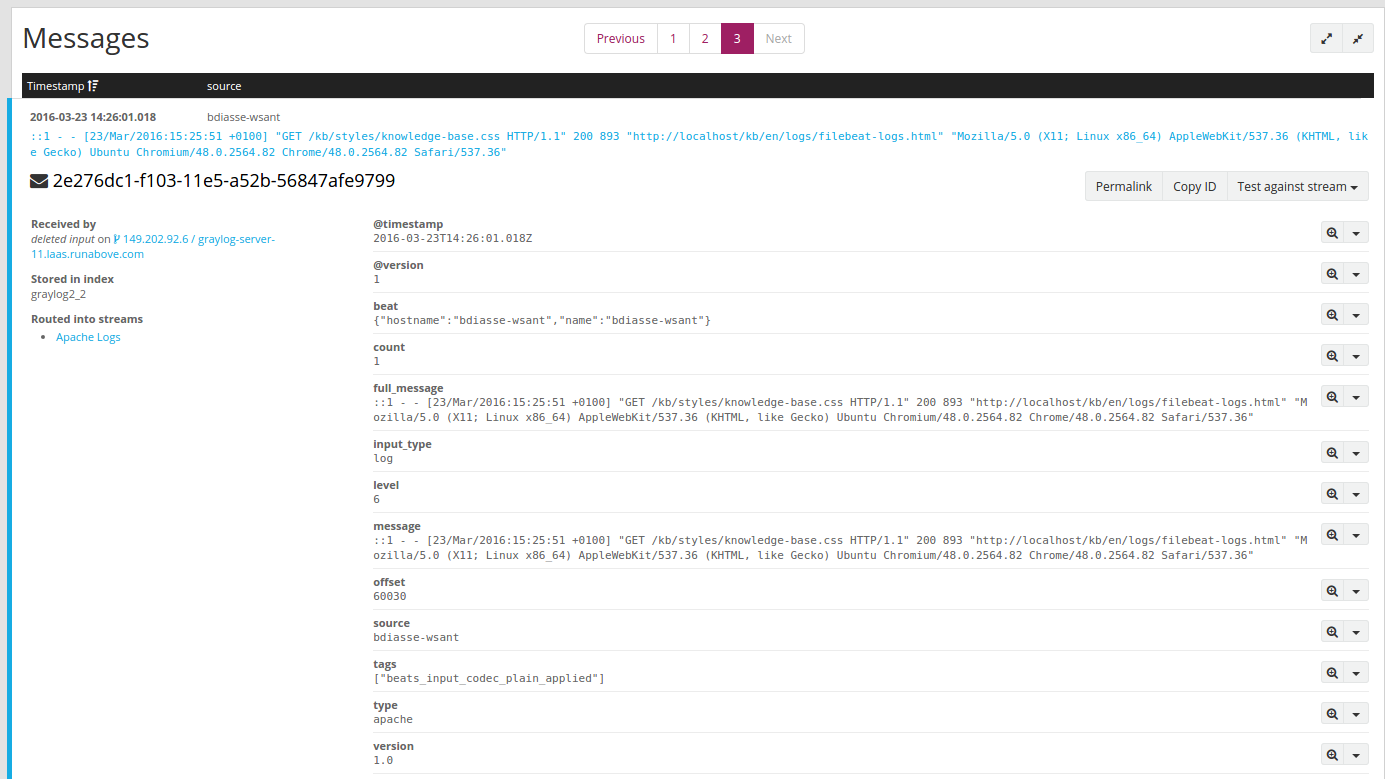 Messages
Previous 1 2 3 Next
Timestamp source
2016-03-23 14:26:01.018 bdiasse-wsant
::1 - - [23/Mar/2016:15:25:51 +0100] "GET /kb/styles/knowledge-base.css HTTP/1.1" 200 893 "http://localhost/kb/en/logs/filebeat-logs.html" "Mozilla/5.0 (X11; Linux x86_64) AppleWebKit/537.36 (KHTML, lik
e Gecko) Ubuntu Chromium/48.0.2564.82 Chrome/48.0.2564.82 Safari/537.36"
2e276dc1-f103-11e5-a52b-56847afe9799
Permalink Copy ID Test against stream
Received by
deleted input on 149.202.92.6 / graylog-server-
11.laas.runabove.com
Stored in index
graylog2_2
Routed into streams
• Apache Logs
@timestamp
2016-03-23T14:26:01.018Z
@version
1
beat
{"hostname":"bdiasse-wsant","name":"bdiasse-wsant"}
count
1
full_message
::1 - - [23/Mar/2016:15:25:51 +0100] "GET /kb/styles/knowledge-base.css HTTP/1.1" 200 893 "http://localhost/kb/en/logs/filebeat-logs.html" "M
ozilla/5.0 (X11; Linux x86_64) AppleWebKit/537.36 (KHTML, like Gecko) Ubuntu Chromium/48.0.2564.82 Chrome/48.0.2564.82 Safari/537.36"
input_type
log
level
6
message
::1 - - [23/Mar/2016:15:25:51 +0100] "GET /kb/styles/knowledge-base.css HTTP/1.1" 200 893 "http://localhost/kb/en/logs/filebeat-logs.html" "M
ozilla/5.0 (X11; Linux x86_64) AppleWebKit/537.36 (KHTML, like Gecko) Ubuntu Chromium/48.0.2564.82 Chrome/48.0.2564.82 Safari/537.36"
offset
60030
source
bdiasse-wsant
tags
["beats_input_codec_plain_applied"]
type
apache
version
1.0